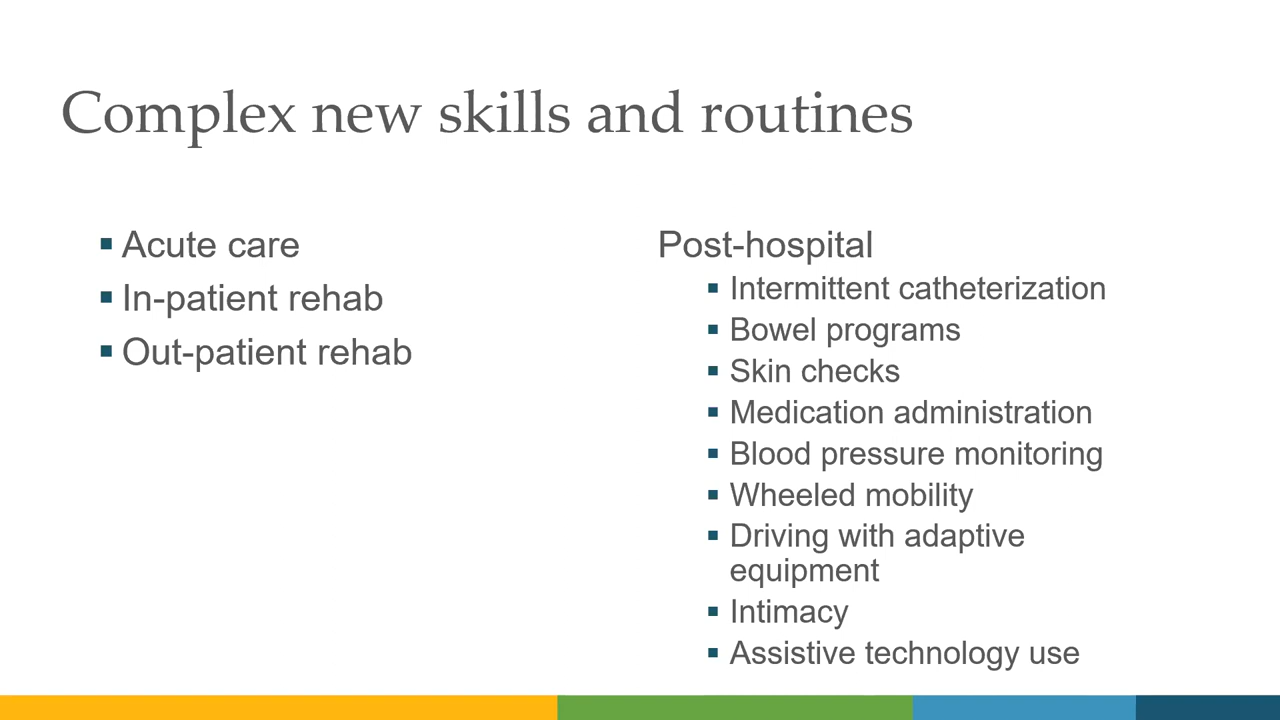 Complex new skills and routines
Acute care
In-patient rehab
Out-patient rehab
Post-hospital
Intermittent catheterization
Bowel programs
Skin checks
Medication administration
Blood pressure monitoring
Wheeled mobility
Driving with adaptive
equipment
Intimacy
Assistive technology use